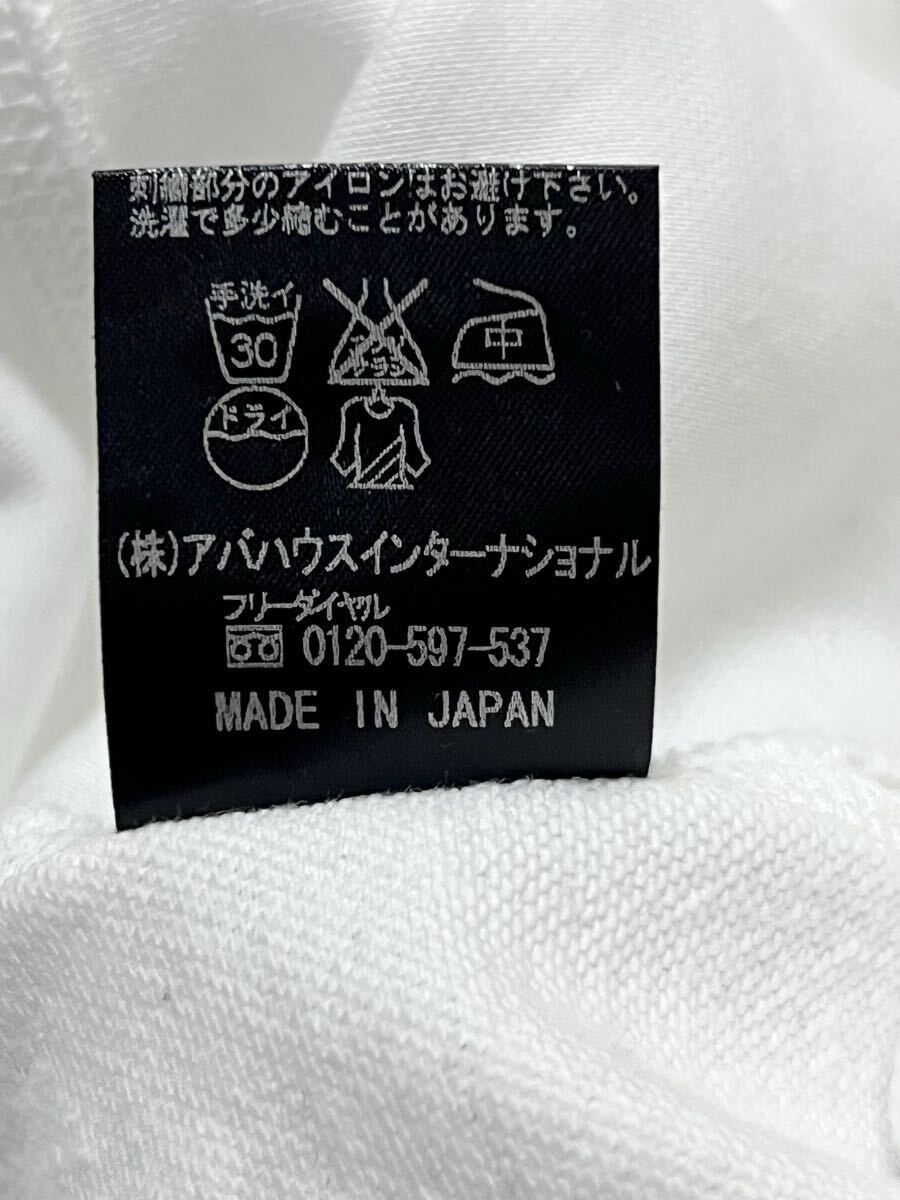 刺繍部分のアイロンはお避け下さい。
洗濯で多少縮むことがあります。
手洗イ
30
中
ドライ
(株)アバハウスインターナショナル
フリーダイヤル
0120-597-537
MADE IN JAPAN